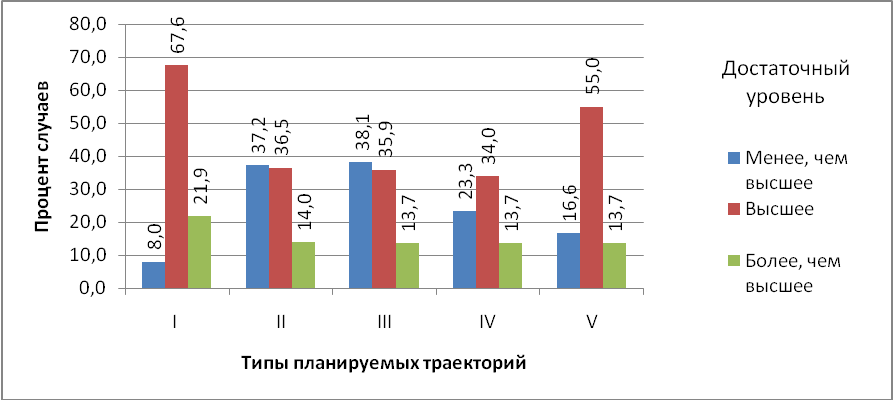 80,0
70,0
60,0
50,0
40,0
30,0
20,0
10,0
0,0
Процент случаев
8,0
67,6
21,9
37,2
36,5
14,0
38,1
35,9
13,7
23,3
34,0
13,7
16,6
55,0
13,7
I
II
III
IV
V
Типы планируемых траекторий
Достаточный
уровень
Менее, чем
высшее
Высшее
Более, чем
высшее